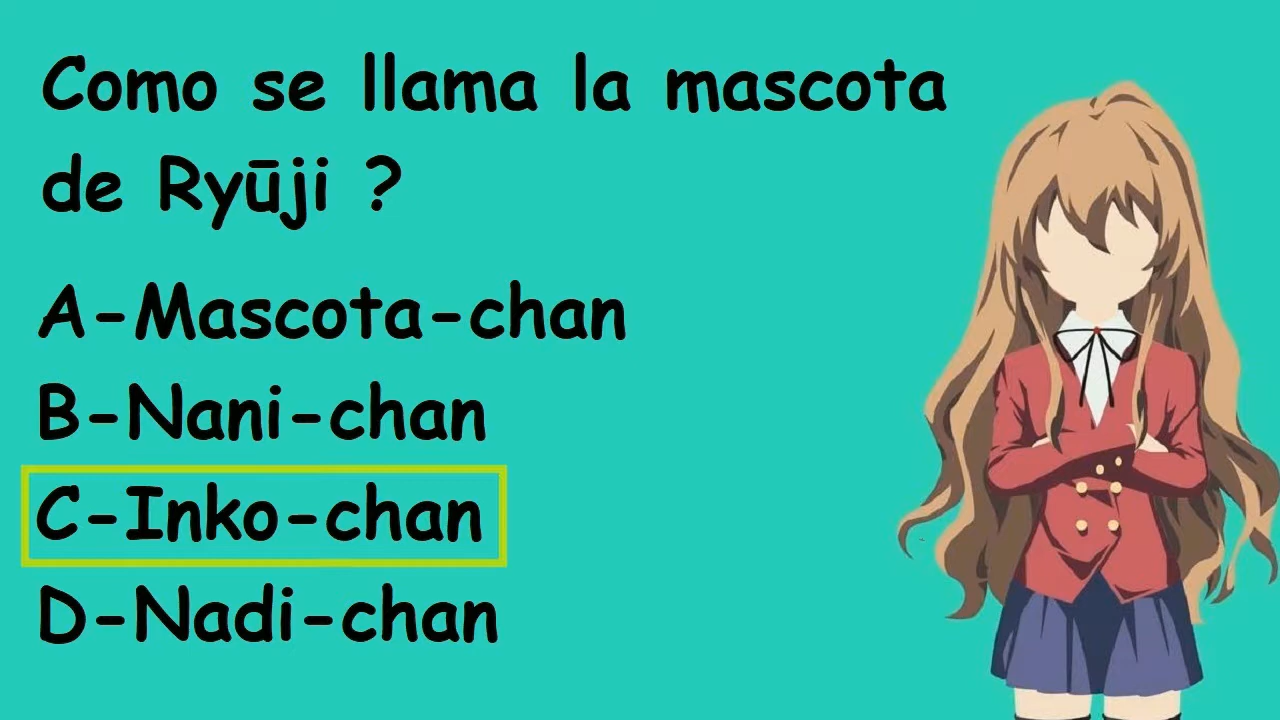 Como se llama la mascota
de Ryūji ?
A-Mascota-chan
B-Nani-chan
C-Inko-chan
D-Nadi-chan